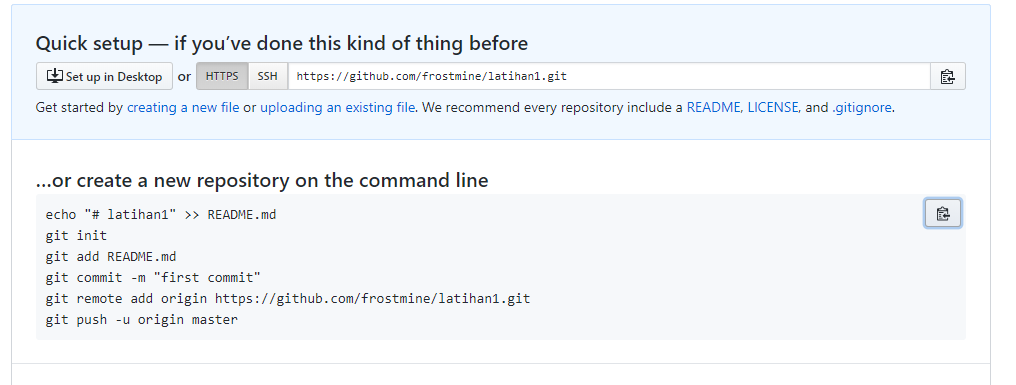 Quick setup — if you’ve done this kind of thing before
Set up in Desktop or HTTPS SSH https://github.com/frostmine/latihan1.git
Get started by creating a new file or uploading an existing file. We recommend every repository include a README, LICENSE, and .gitignore.
…or create a new repository on the command line
echo "# latihan1" >> README.md
git init
git add README.md
git commit -m "first commit"
git remote add origin https://github.com/frostmine/latihan1.git
git push -u origin master